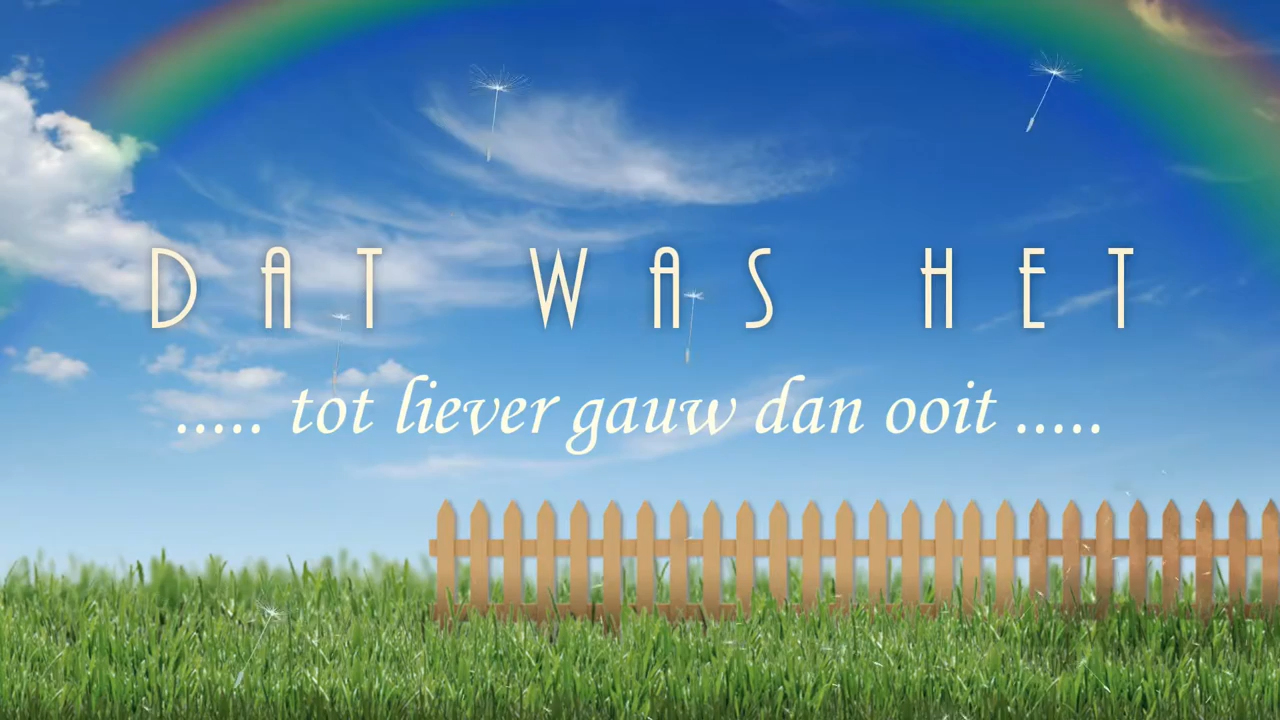 DAT WAS HET
..... tot liever gauw dan ooit .....